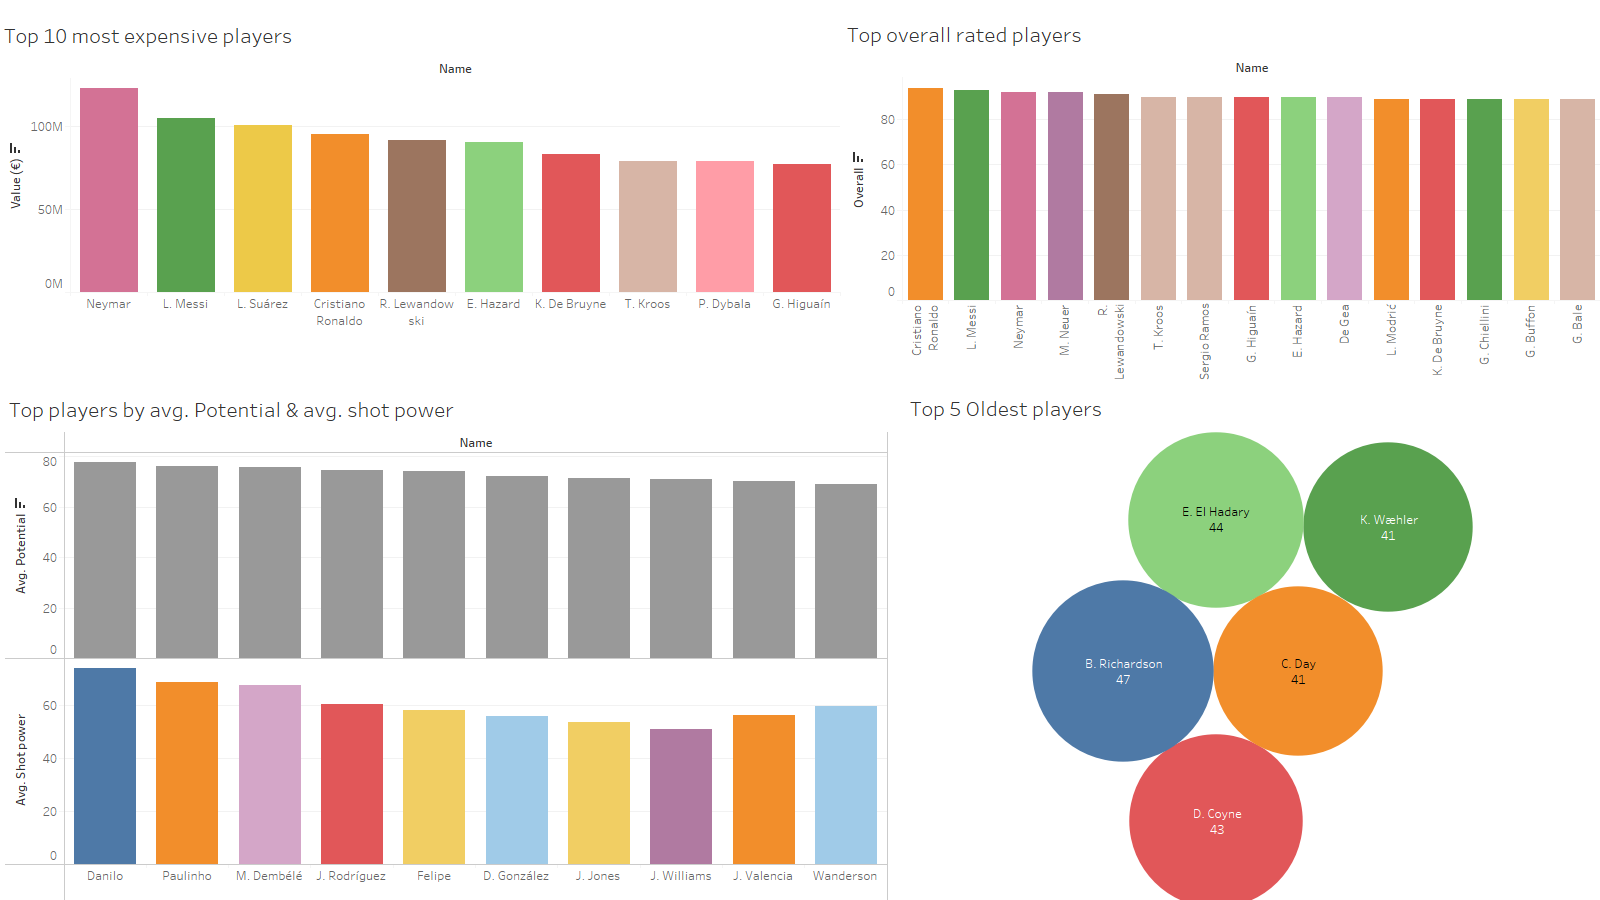 Top 10 most expensive players
Name
Value (€)
100M
50M
0M
Neymar
L. Messi
L. Suárez
Cristiano
Ronaldo
R. Lewandow
ski
E. Hazard
K. De Bruyne
T. Kroos
P. Dybala
G. Higuaín
Top overall rated players
Name
Overall
80
60
40
20
0
Cristiano
Ronaldo
L. Messi
Neymar
M. Neuer
R.
Lewandowski
T. Kroos
Sergio Ramos
G. Higuaín
E. Hazard
De Gea
L. Modrić
K. De Bruyne
G. Chiellini
G. Buffon
G. Bale
Top players by avg. Potential & avg. shot power
Name
Avg. Potential
80
60
40
20
0
Avg. Shot power
60
40
20
0
Danilo
Paulinho
M. Dembélé
J. Rodríguez
Felipe
D. González
J. Jones
J. Williams
J. Valencia
Wanderson
Top 5 Oldest players
E. El Hadary
44
K. Wæhler
41
B. Richardson
47
C. Day
41
D. Coyne
43